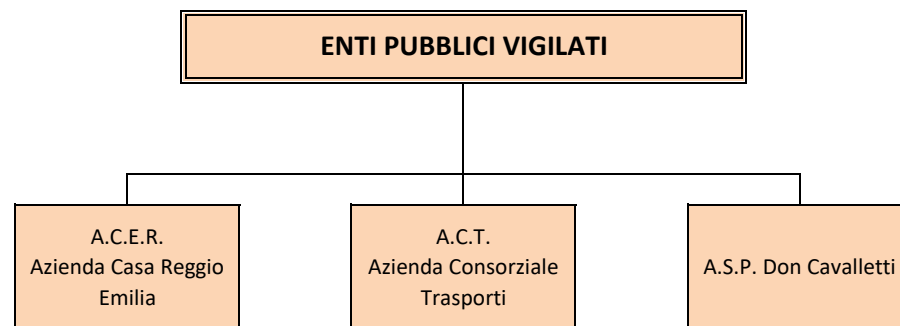 ENTI PUBBLICI VIGILATI
A.C.E.R.
Azienda Casa Reggio
Emilia
A.C.T.
Azienda Consorziale
Trasporti
A.S.P. Don Cavalletti